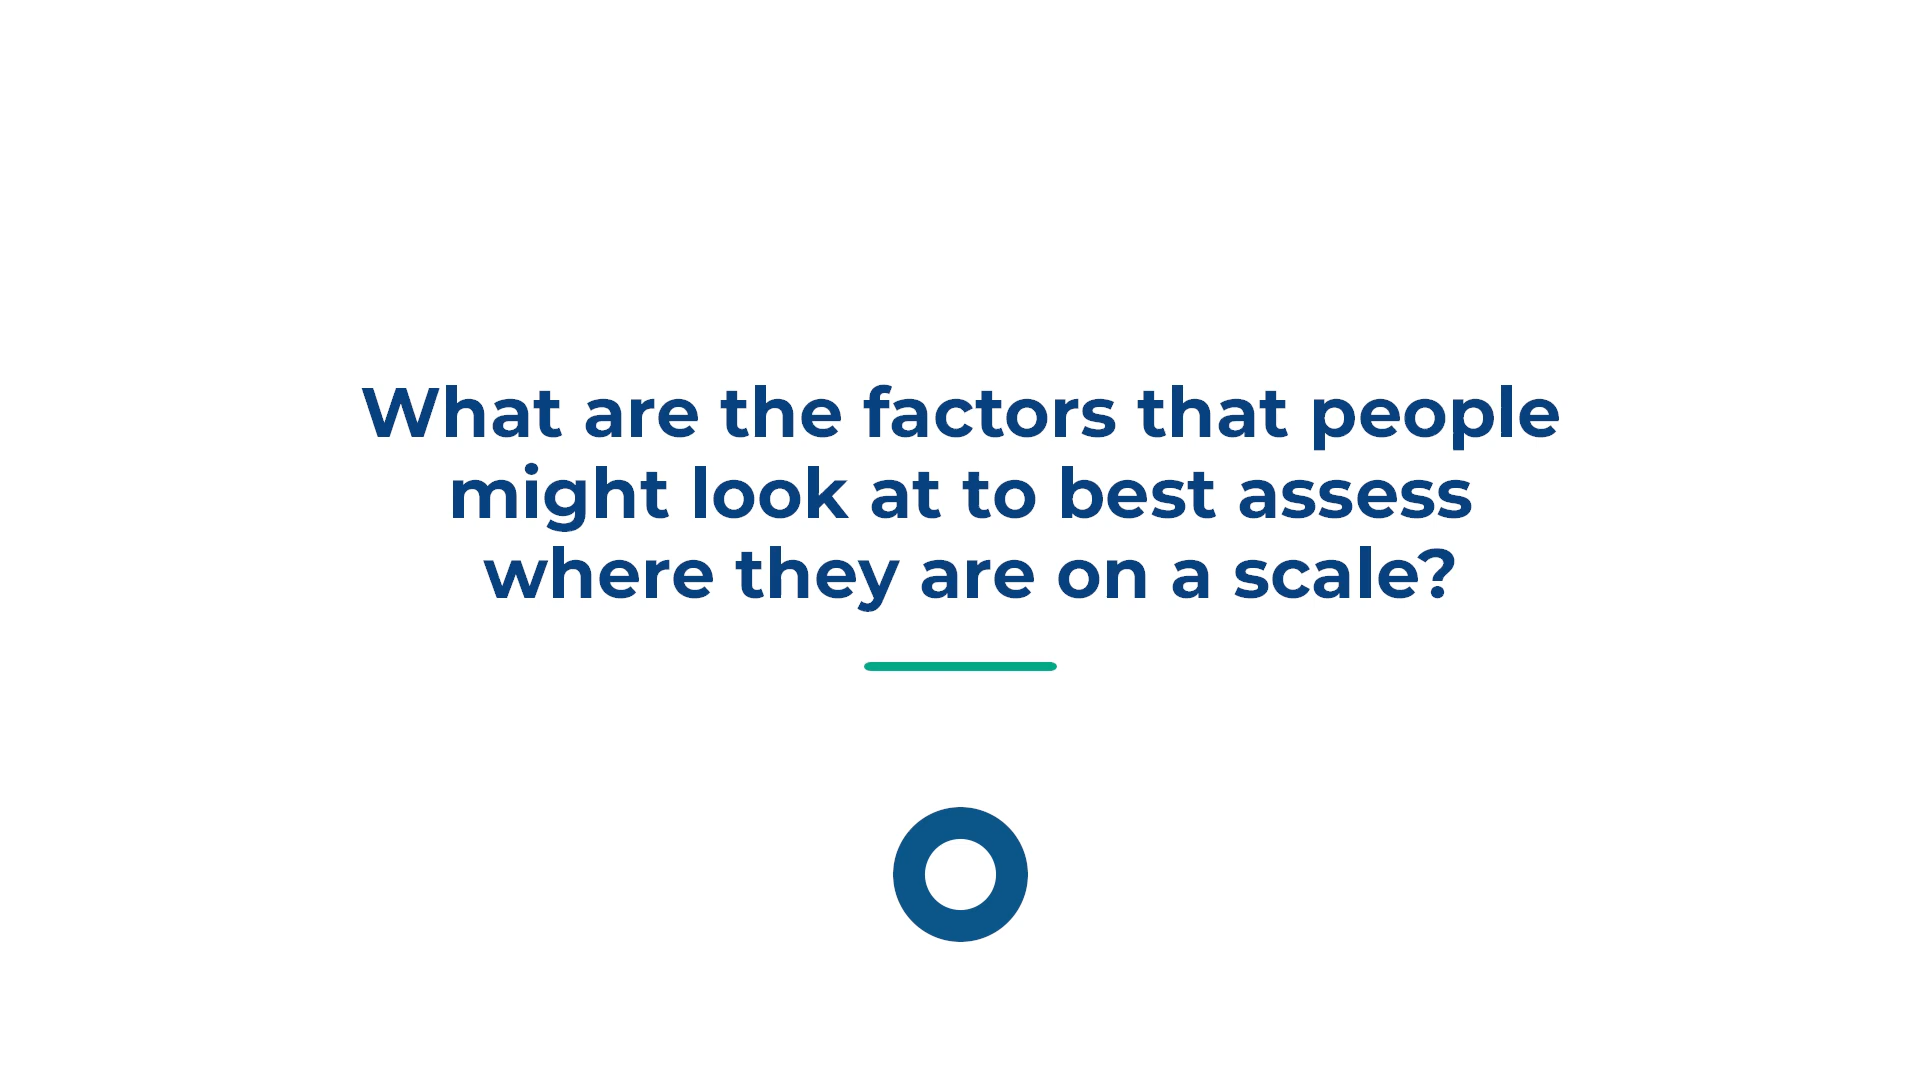 What are the factors that people
might look at to best assess
where they are on a scale?